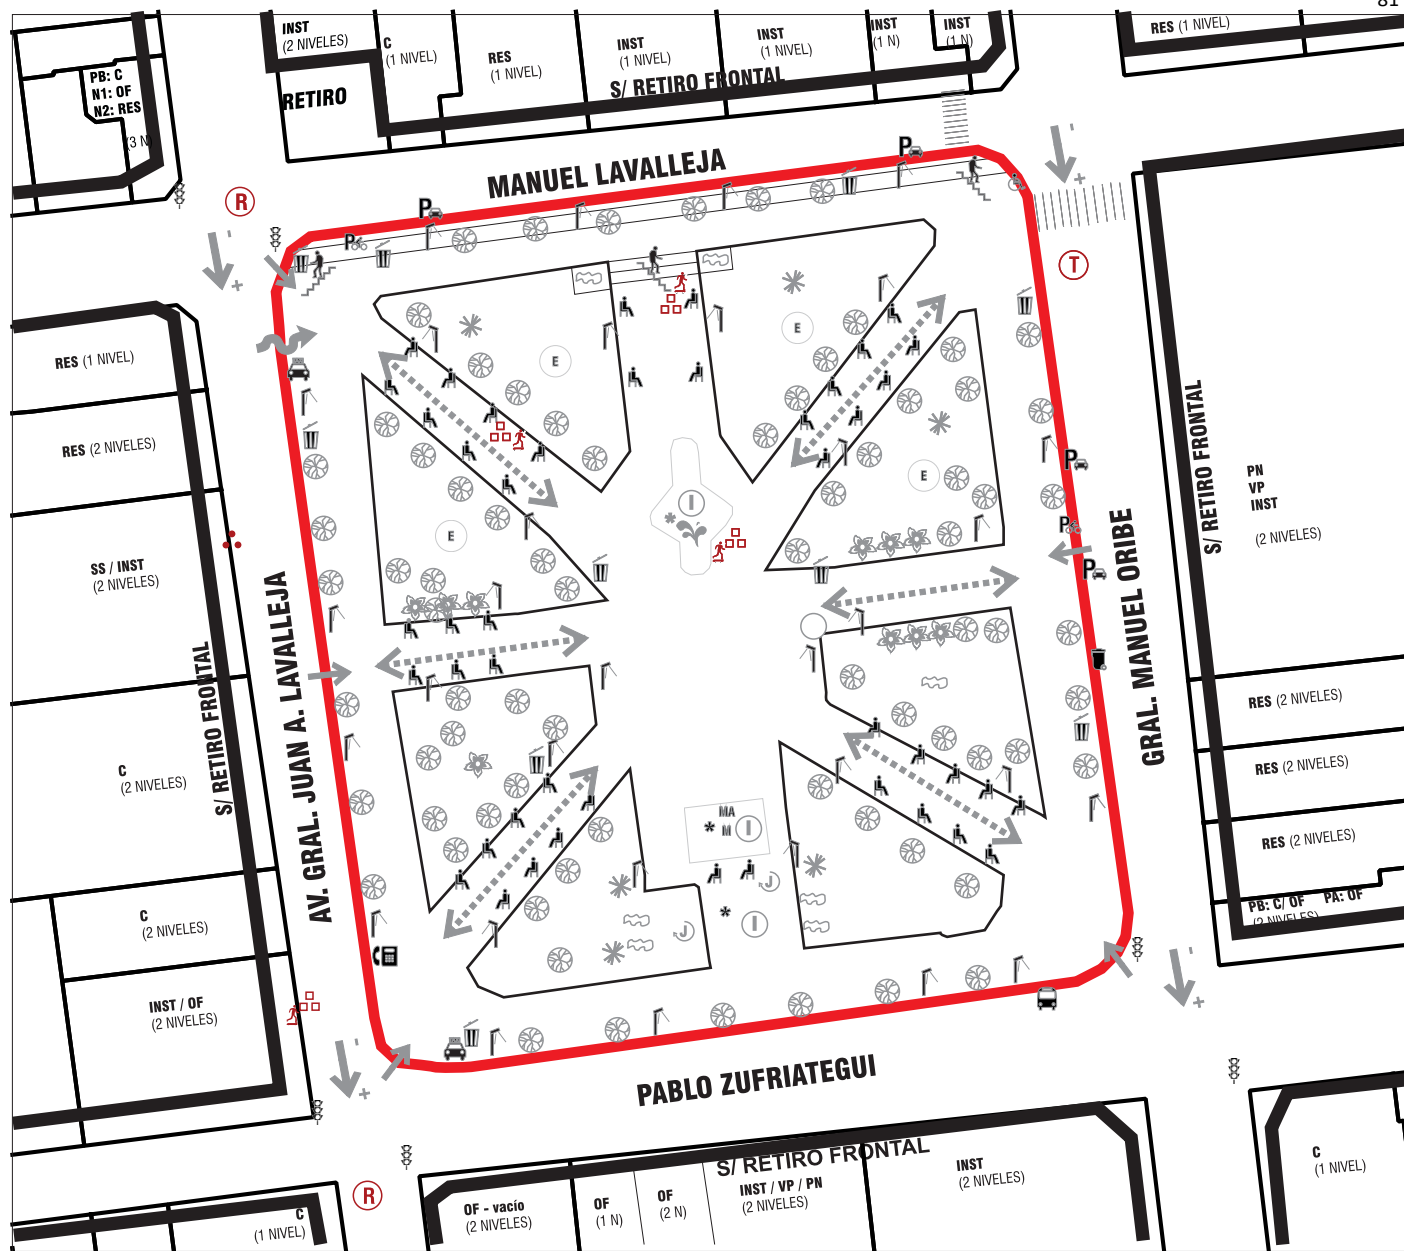 81
INST
(2 NIVELES)
C
(1 NIVEL)
RES
(1 NIVEL)
INST
(1 NIVEL)
INST
(1 NIVEL)
INST
(1 N)
INST
(1 N)
RES (1 NIVEL)
PB: C
N1: OF
N2: RES
(3 N)
RETIRO
S/ RETIRO FRONTAL
MANUEL LAVALLEJA
P
P
P
R
T
RES (1 NIVEL)
RES (2 NIVELES)
SS / INST
(2 NIVELES)
C
(2 NIVELES)
C
(2 NIVELES)
INST / OF
(2 NIVELES)
S/ RETIRO FRONTAL
AV. GRAL. JUAN A. LAVALLEJA
E
E
E
E
I
MA
* M I
J
* I
J
P
P
P
GRAL. MANUEL ORIBE
S/ RETIRO FRONTAL
PN
VP
INST
(2 NIVELES)
RES (2 NIVELES)
RES (2 NIVELES)
RES (2 NIVELES)
PB: C/ OF PA: OF
(2 NIVELES)
PABLO ZUFRIATEGUI
S/ RETIRO FRONTAL
R
C
(1 NIVEL)
OF - vacío
(2 NIVELES)
OF
(1 N)
OF
(2 N)
INST / VP / PN
(2 NIVELES)
INST
(2 NIVELES)
C
(1 NIVEL)